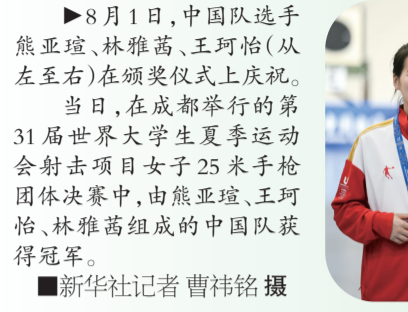 ▶8月1日,中国队选手
熊亚瑄、林雅茜、王珂怡(从
左至右)在颁奖仪式上庆祝。
当日,在成都举行的第
31届世界大学生夏季运动
会射击项目女子25米手枪
团体决赛中,由熊亚瑄、王珂
怡、林雅茜组成的中国队获
得冠军。
■新华社记者 曹祎铭 摄